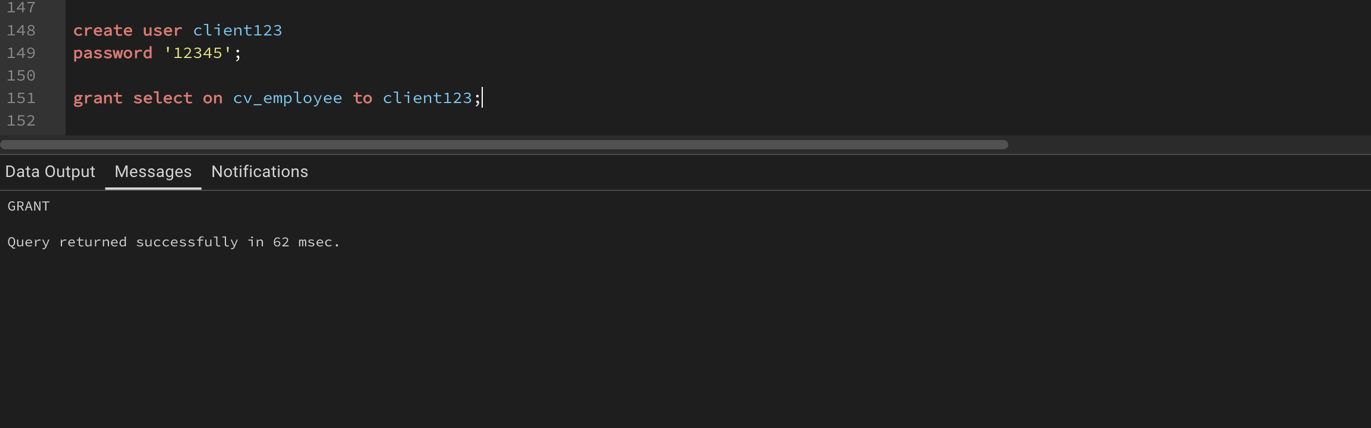 147
148 create user client123
149 password '12345';
150
151 grant select on cv_employee to client123;
152
Data Output Messages Notifications
GRANT
Query returned successfully in 62 msec.